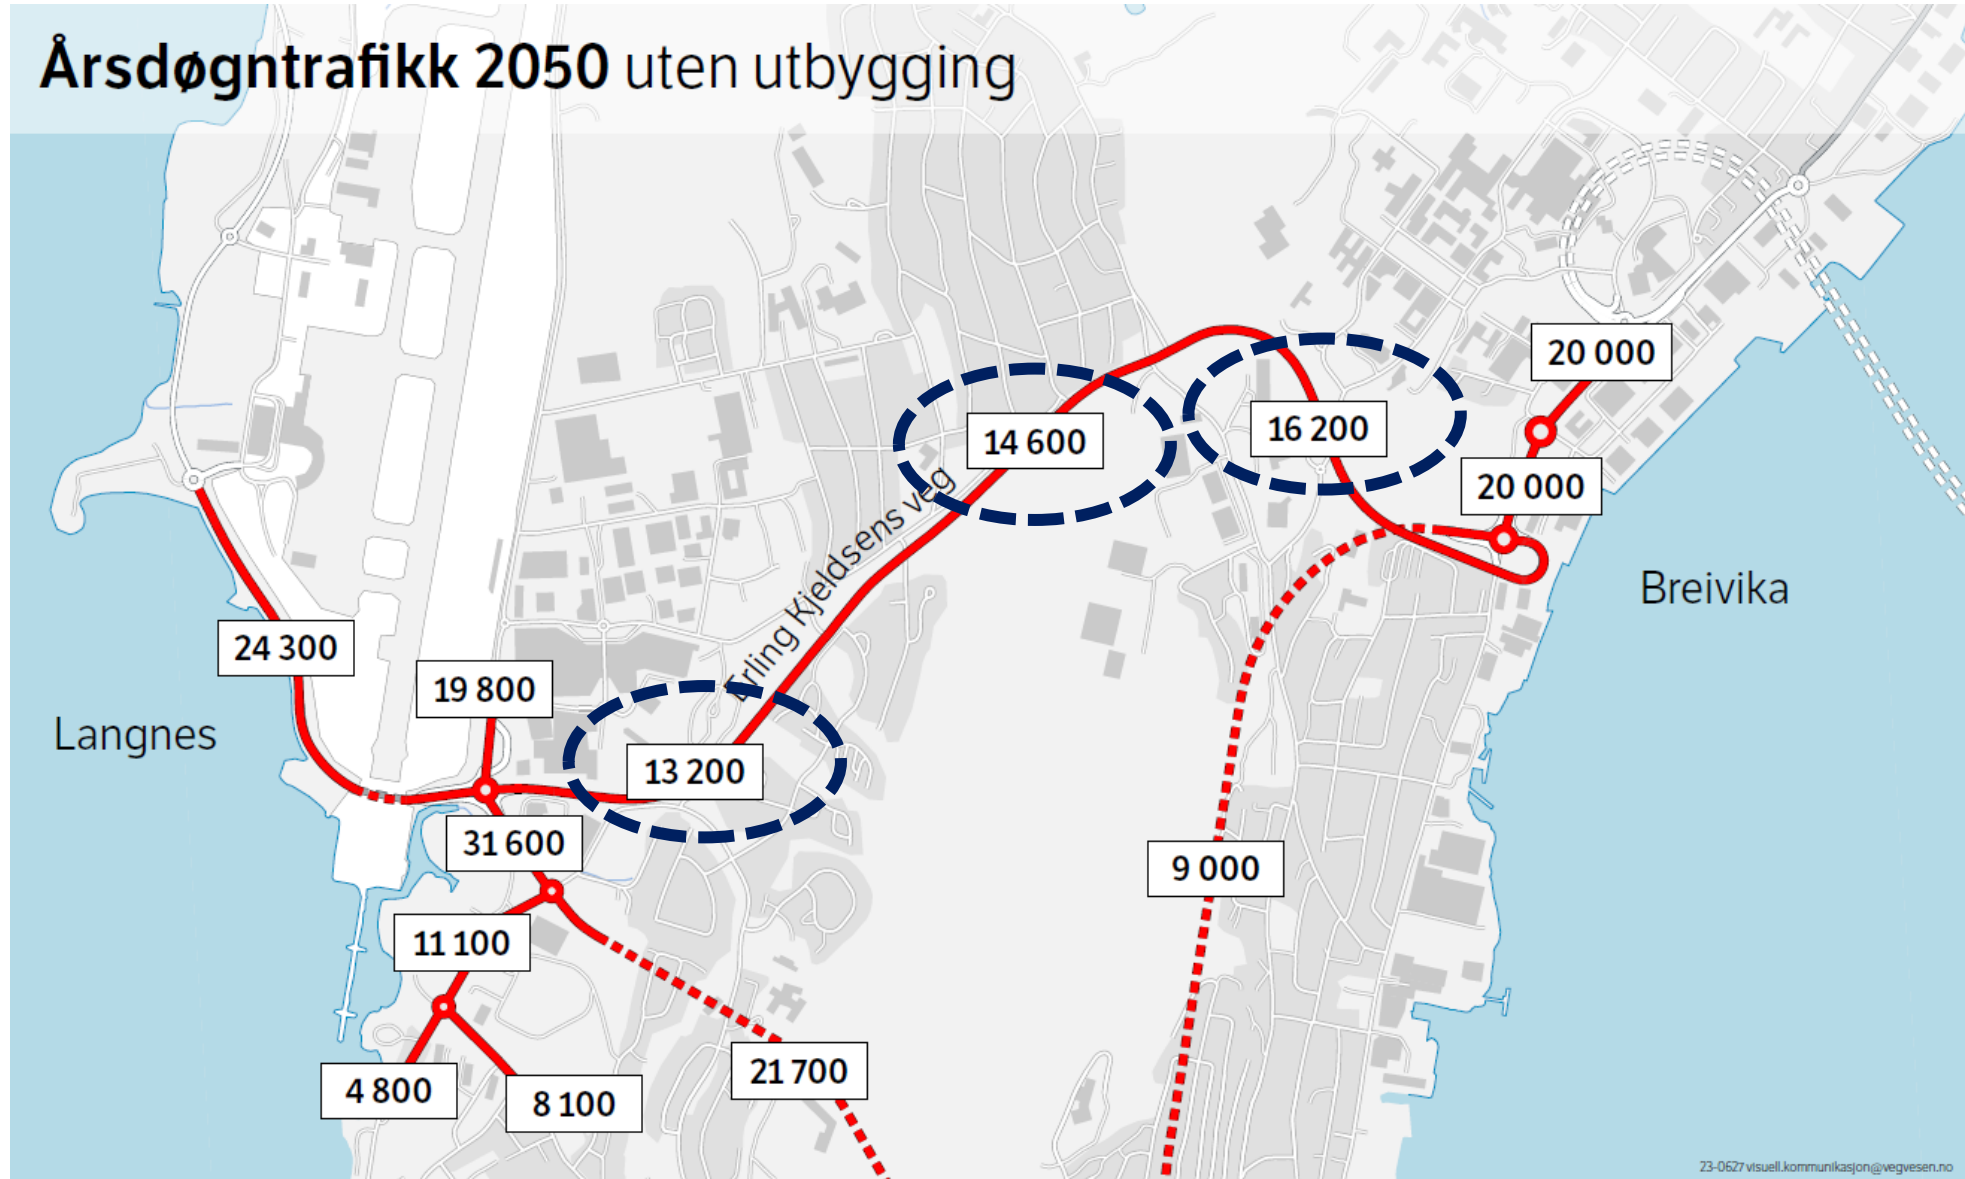 Årsdøgntrafikk 2050 uten utbygging
20 000
14 600
16 200
20 000
Erling Kjeldsens veg
Breivika
24 300
19 800
Langnes
13 200
31 600
9 000
11 100
21 700
4 800
8 100
23-0627 visuell.kommunikasjon@vegvesen.no